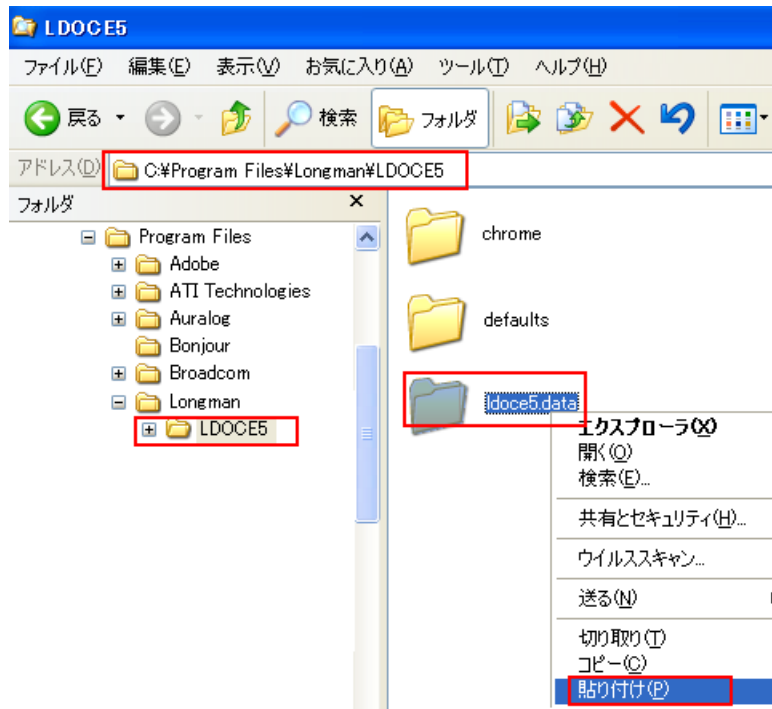 LDOCE5
ファイル(F) 編集(E) 表示(V) お気に入り(A) ツール(T) ヘルプ(H)
戻る 検索 フォルダ
アドレス(D) C:¥Program Files¥Longman¥LDOCE5
フォルダ ×
Program Files
Adobe
ATI Technologies
Auralog
Bonjour
Broadcom
Longman
LDOCE5
chrome
defaults
ldoce5.data
エクスプローラ(X)
開く(O)
検索(E)...
共有とセキュリティ(H)...
ウイルススキャン...
送る(N)
切り取り(T)
コピー(C)
貼り付け(P)